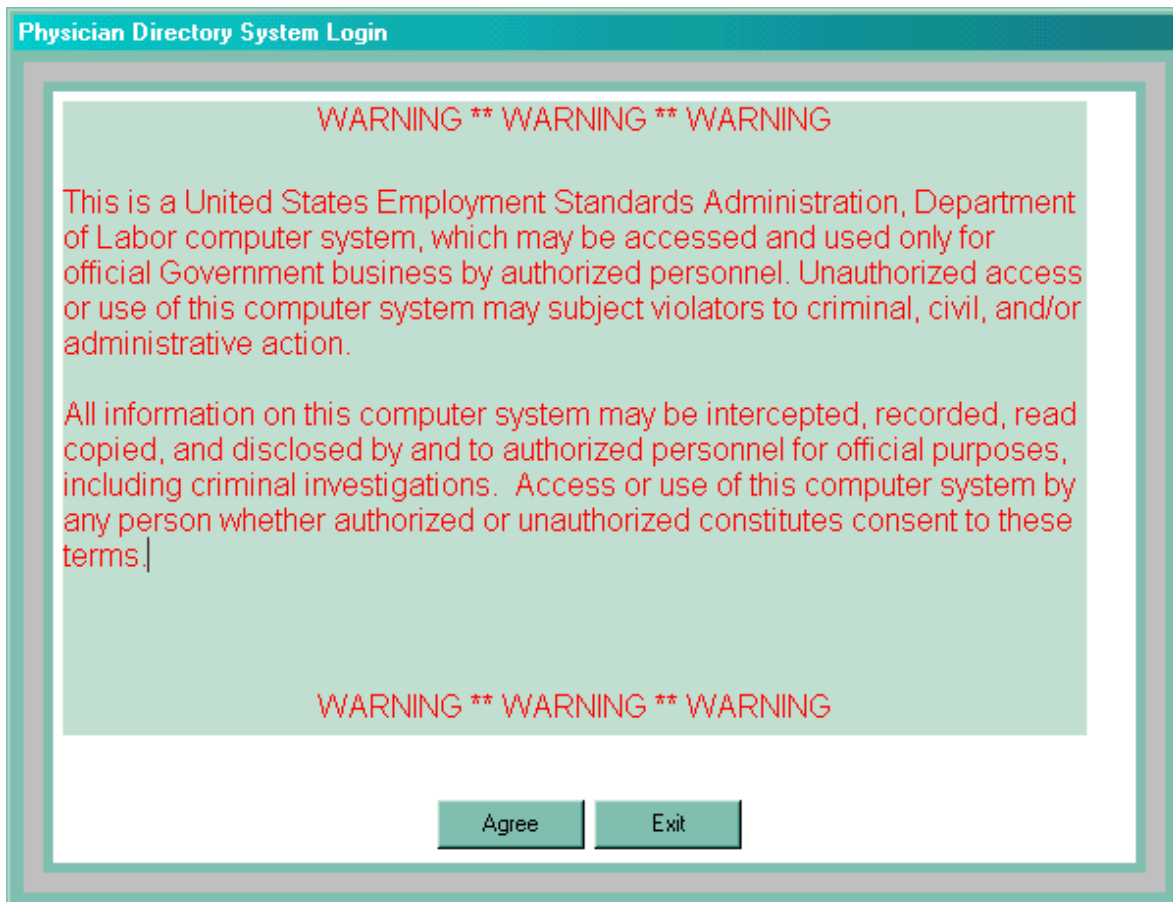 Physician Directory System Login
WARNING ** WARNING ** WARNING
This is a United States Employment Standards Administration, Department
of Labor computer system, which may be accessed and used only for
official Government business by authorized personnel. Unauthorized access
or use of this computer system may subject violators to criminal, civil, and/or
administrative action.
All information on this computer system may be intercepted, recorded, read
copied, and disclosed by and to authorized personnel for official purposes,
including criminal investigations.  Access or use of this computer system by
any person whether authorized or unauthorized constitutes consent to these
terms.
WARNING ** WARNING ** WARNING
Agree Exit